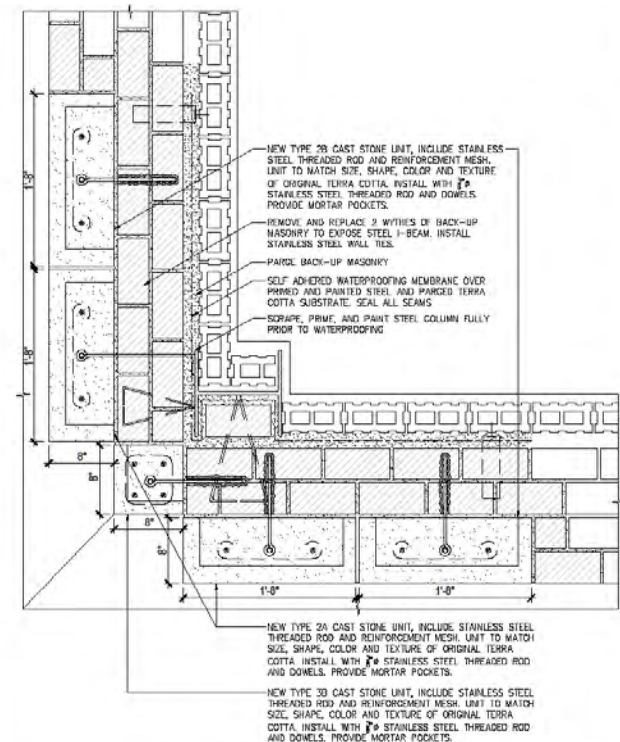 NEW TYPE 2B CAST STONE UNIT, INCLUDE STAINLESS
STEEL THREADED ROD AND REINFORCEMENT MESH.
UNIT TO MATCH SIZE, SHAPE, COLOR AND TEXTURE
OF ORIGINAL TERRA COTTA. INSTALL WITH
STAINLESS STEEL THREADED ROD AND DOWELS.
PROVIDE MORTAR POCKETS.
REMOVE AND REPLACE 2 WYTHES OF BACK-UP
MASONRY TO EXPOSE STEEL I-BEAM. INSTALL
STAINLESS STEEL WALL TIES.
PARGE BACK-UP MASONRY
SELF ADHERED WATERPROOFING MEMBRANE OVER
PRIMED AND PAINTED STEEL AND PARGED TERRA
COTTA SUBSTRATE. SEAL ALL SEAMS
SCRAPE, PRIME, AND PAINT STEEL COLUMN FULLY
PRIOR TO WATERPROOFING
1'-8"
1'-8"
8"
8"
8"
8"
1'-8"
1'-8"
NEW TYPE 2A CAST STONE UNIT, INCLUDE STAINLESS STEEL
THREADED ROD AND REINFORCEMENT MESH. UNIT TO MATCH
SIZE, SHAPE, COLOR AND TEXTURE OF ORIGINAL TERRA
COTTA. INSTALL WITH STAINLESS STEEL THREADED ROD
AND DOWELS. PROVIDE MORTAR POCKETS.
NEW TYPE 3B CAST STONE UNIT, INCLUDE STAINLESS STEEL
THREADED ROD AND REINFORCEMENT MESH. UNIT TO MATCH
SIZE, SHAPE, COLOR AND TEXTURE OF ORIGINAL TERRA
COTTA. INSTALL WITH STAINLESS STEEL THREADED ROD
AND DOWELS. PROVIDE MORTAR POCKETS.